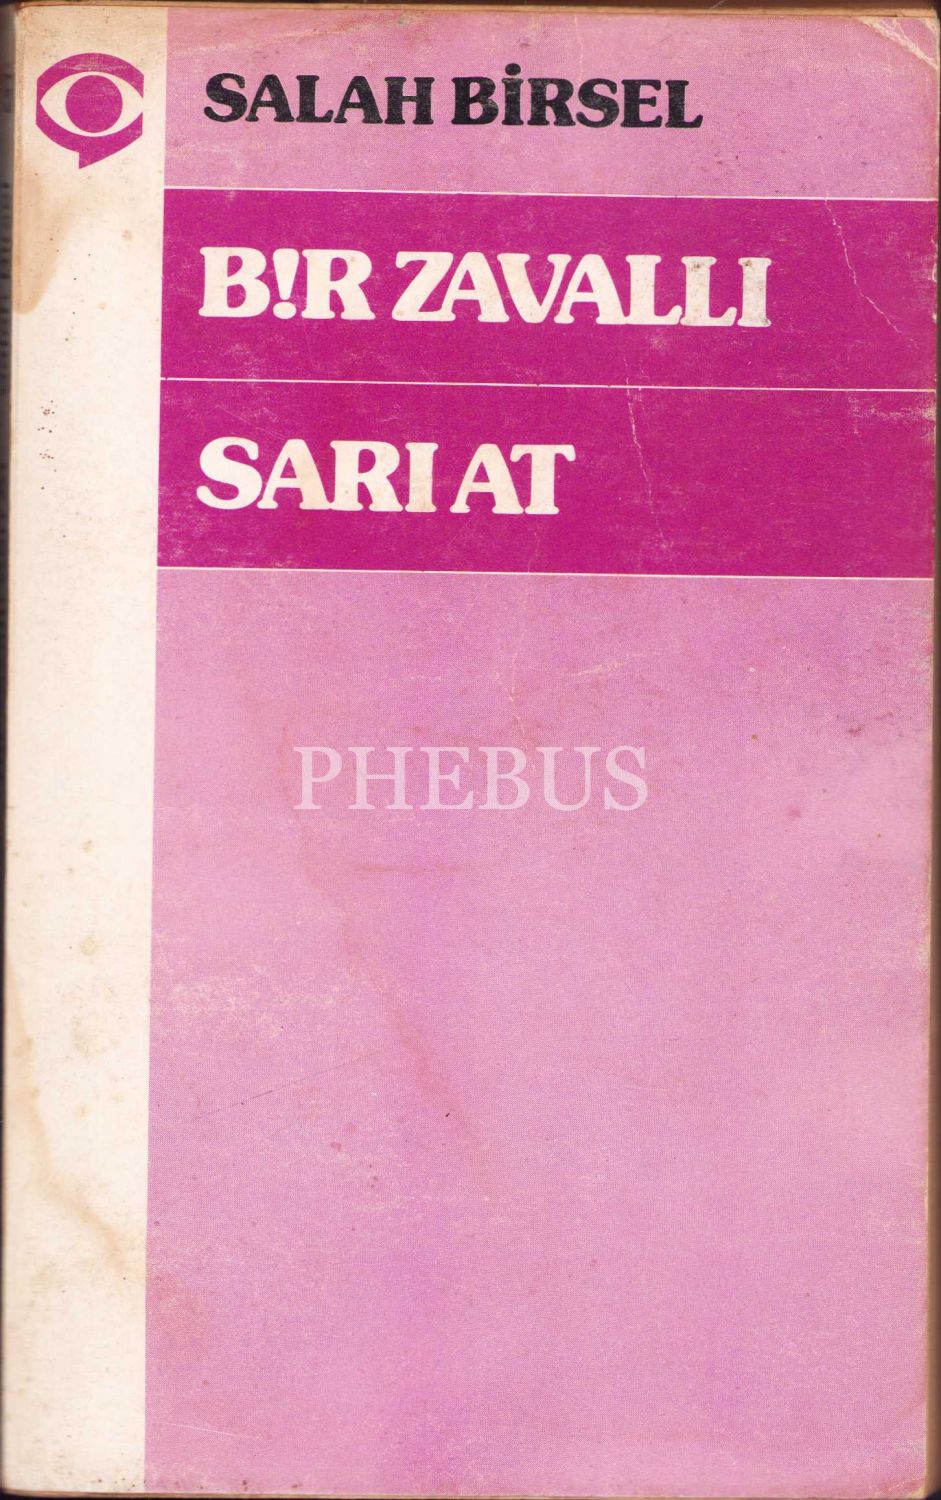 SALAH BİRSEL
B!R ZAVALLI
SARI AT
PHEBUS